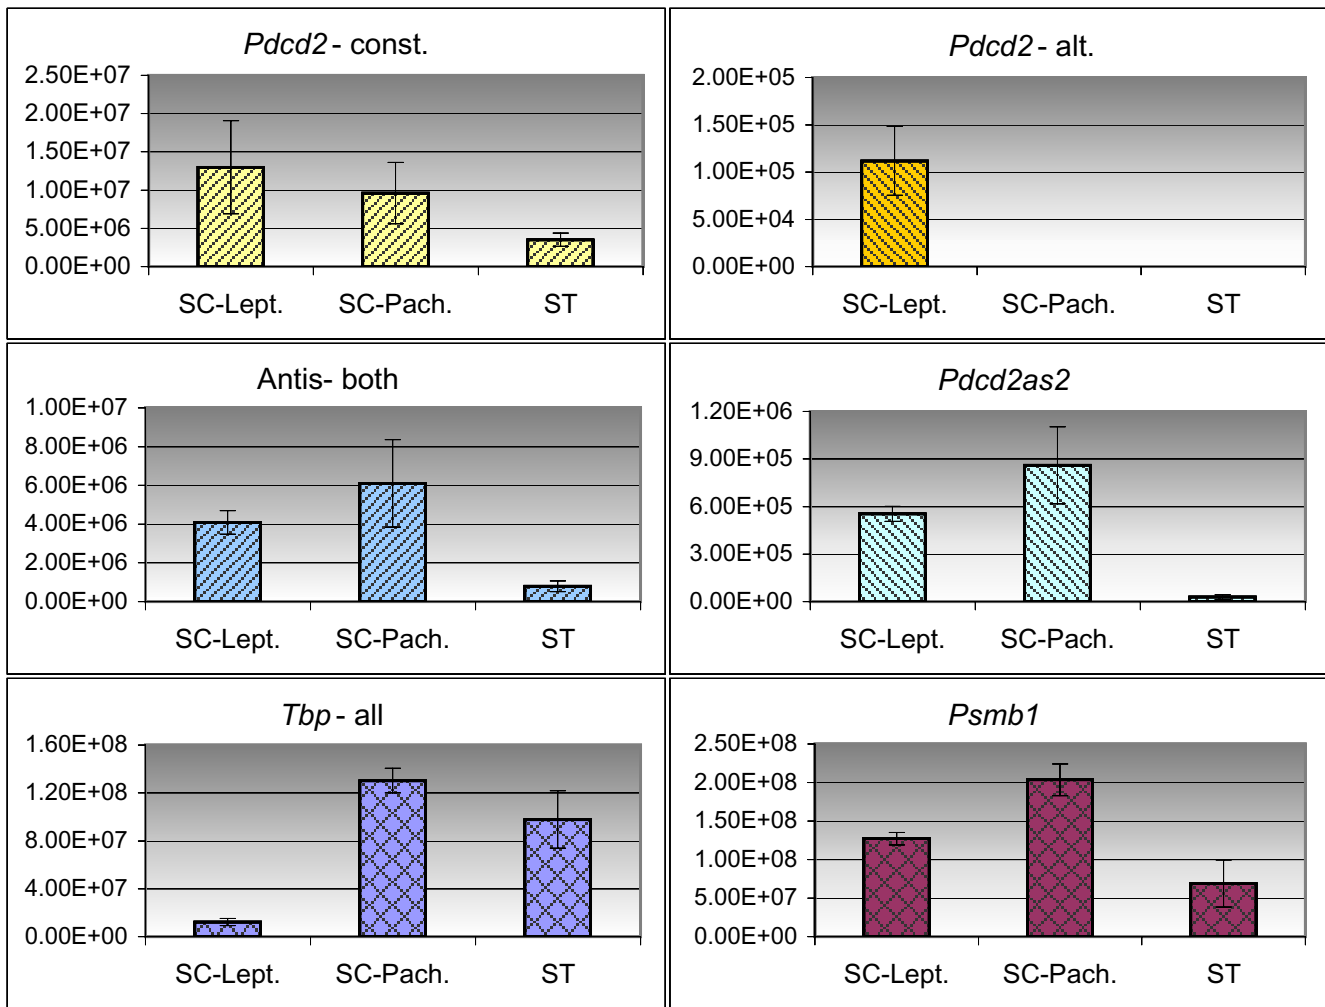 Pdcd2 - const.
2.50E+07
2.00E+07
1.50E+07
1.00E+07
5.00E+06
0.00E+00
SC-Lept. SC-Pach. ST
Pdcd2 - alt.
2.00E+05
1.50E+05
1.00E+05
5.00E+04
0.00E+00
SC-Lept. SC-Pach. ST
Antis- both
1.00E+07
8.00E+06
6.00E+06
4.00E+06
2.00E+06
0.00E+00
SC-Lept. SC-Pach. ST
Pdcd2as2
1.20E+06
9.00E+05
6.00E+05
3.00E+05
0.00E+00
SC-Lept. SC-Pach. ST
Tbp - all
1.60E+08
1.20E+08
8.00E+07
4.00E+07
0.00E+00
SC-Lept. SC-Pach. ST
Psmb1
2.50E+08
2.00E+08
1.50E+08
1.00E+08
5.00E+07
0.00E+00
SC-Lept. SC-Pach. ST